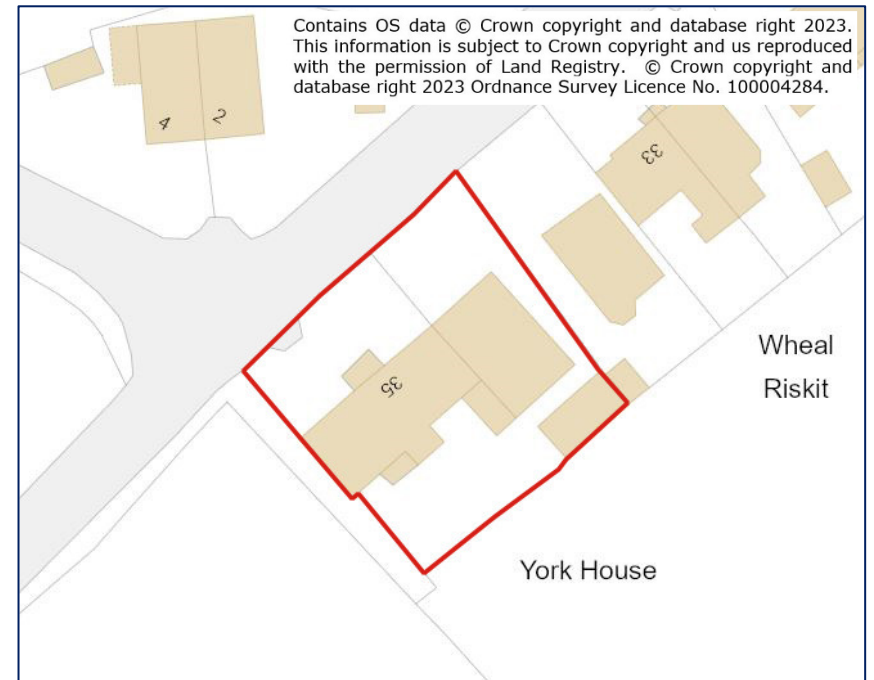 Contains OS data © Crown copyright and database right 2023.
This information is subject to Crown copyright and us reproduced
with the permission of Land Registry. © Crown copyright and
database right 2023 Ordnance Survey Licence No. 100004284.
4
2
33
35
Wheal
Riskit
York House